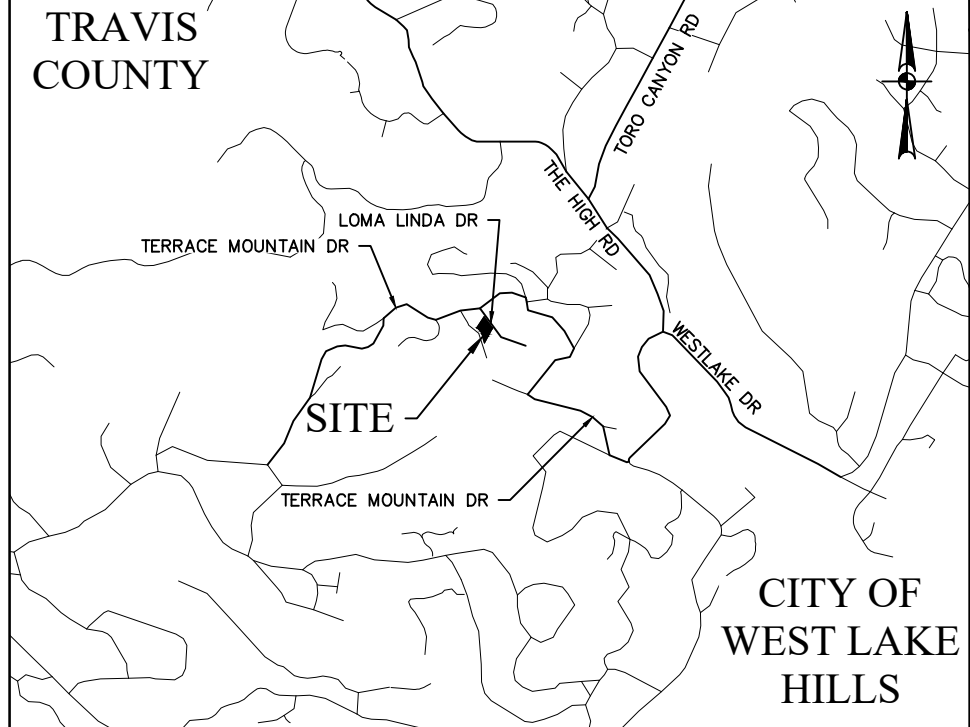 TRAVIS
COUNTY
TORO CANYON RD
THE HIGH RD
LOMA LINDA DR
TERRACE MOUNTAIN DR
WESTLAKE DR
SITE
TERRACE MOUNTAIN DR
CITY OF
WEST LAKE
HILLS